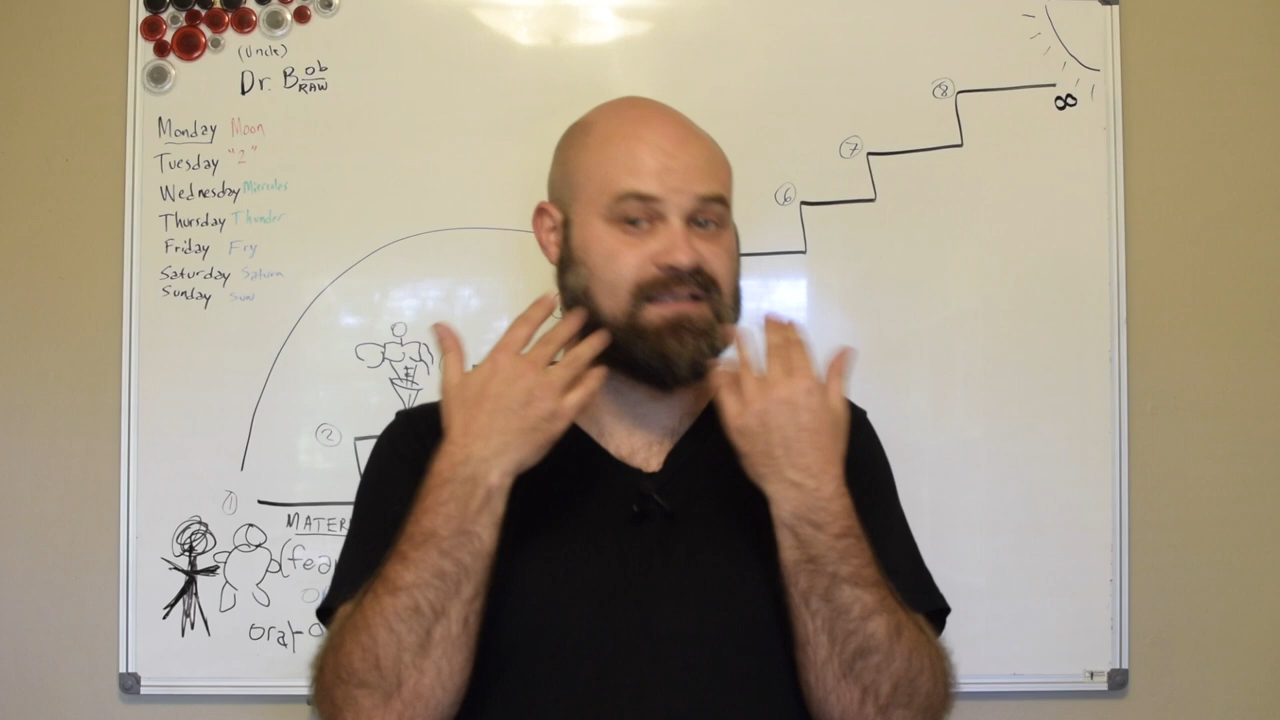 (Uncle)
Dr. Bob
RAW
Monday Moon
Tuesday "2"
Wednesday Miercoles
Thursday Thunder
Friday Fry
Saturday Saturn
Sunday Sun
8
∞
7
6
2
1
MATER
(fea
oral-o